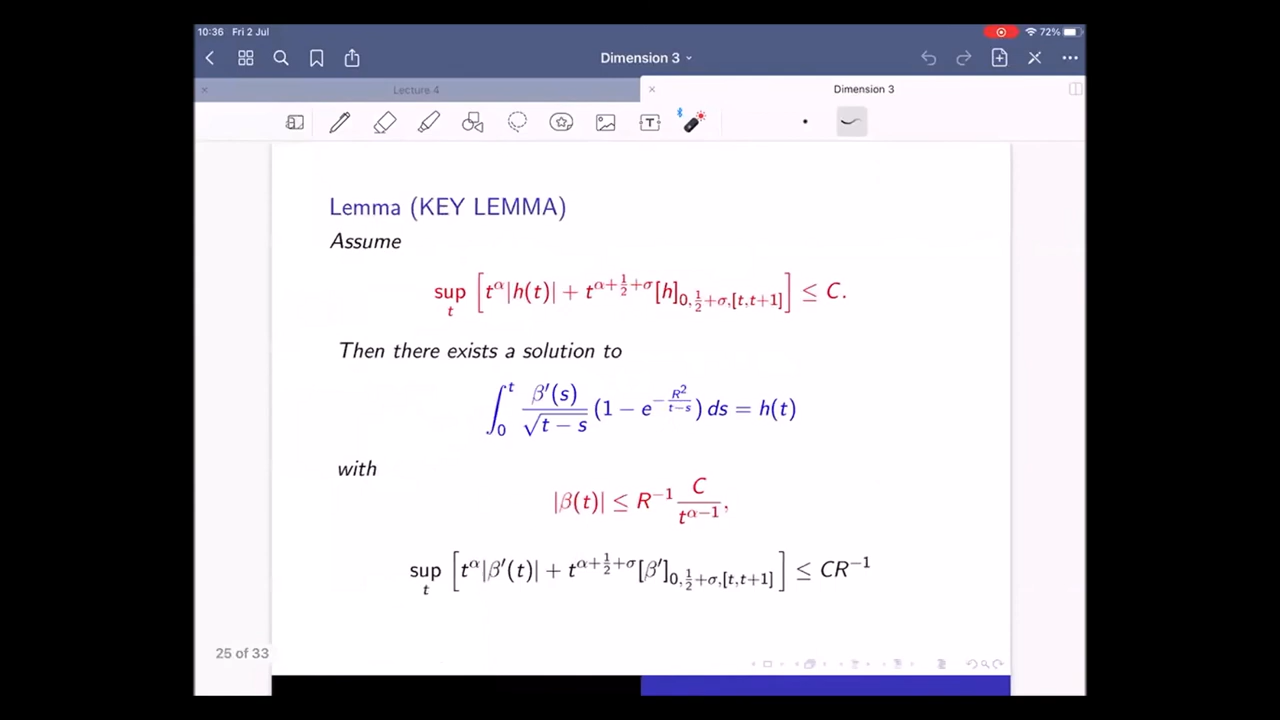 10:36 Fri 2 Jul 72%
Dimension 3
Lecture 4 Dimension 3
T
Lemma (KEY LEMMA)
Assume
sup_t [t^α|h(t)| + t^{α+1/2+σ}[h]_{0,1/2+σ,[t,t+1]}] ≤ C.
Then there exists a solution to
∫_0^t β′(s)/√(t − s) (1 − e^{−R²/(t−s)}) ds = h(t)
with
|β(t)| ≤ R^{−1} C/t^{α−1},
sup_t [t^α|β′(t)| + t^{α+1/2+σ}[β′]_{0,1/2+σ,[t,t+1]}] ≤ CR^{−1}
25 of 33